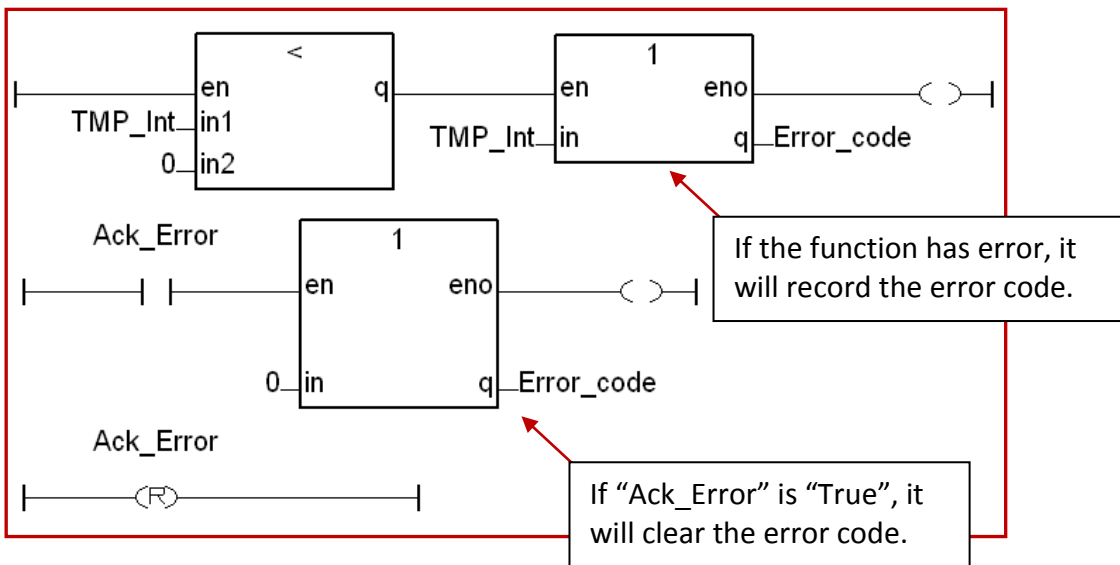 <
1
en q en eno
TMP_Int in1 TMP_Int in q Error_code
0 in2
Ack_Error
1
en eno
If the function has error, it
will record the error code.
0 in q Error_code
Ack_Error
(R)
If “Ack_Error” is “True”, it
will clear the error code.